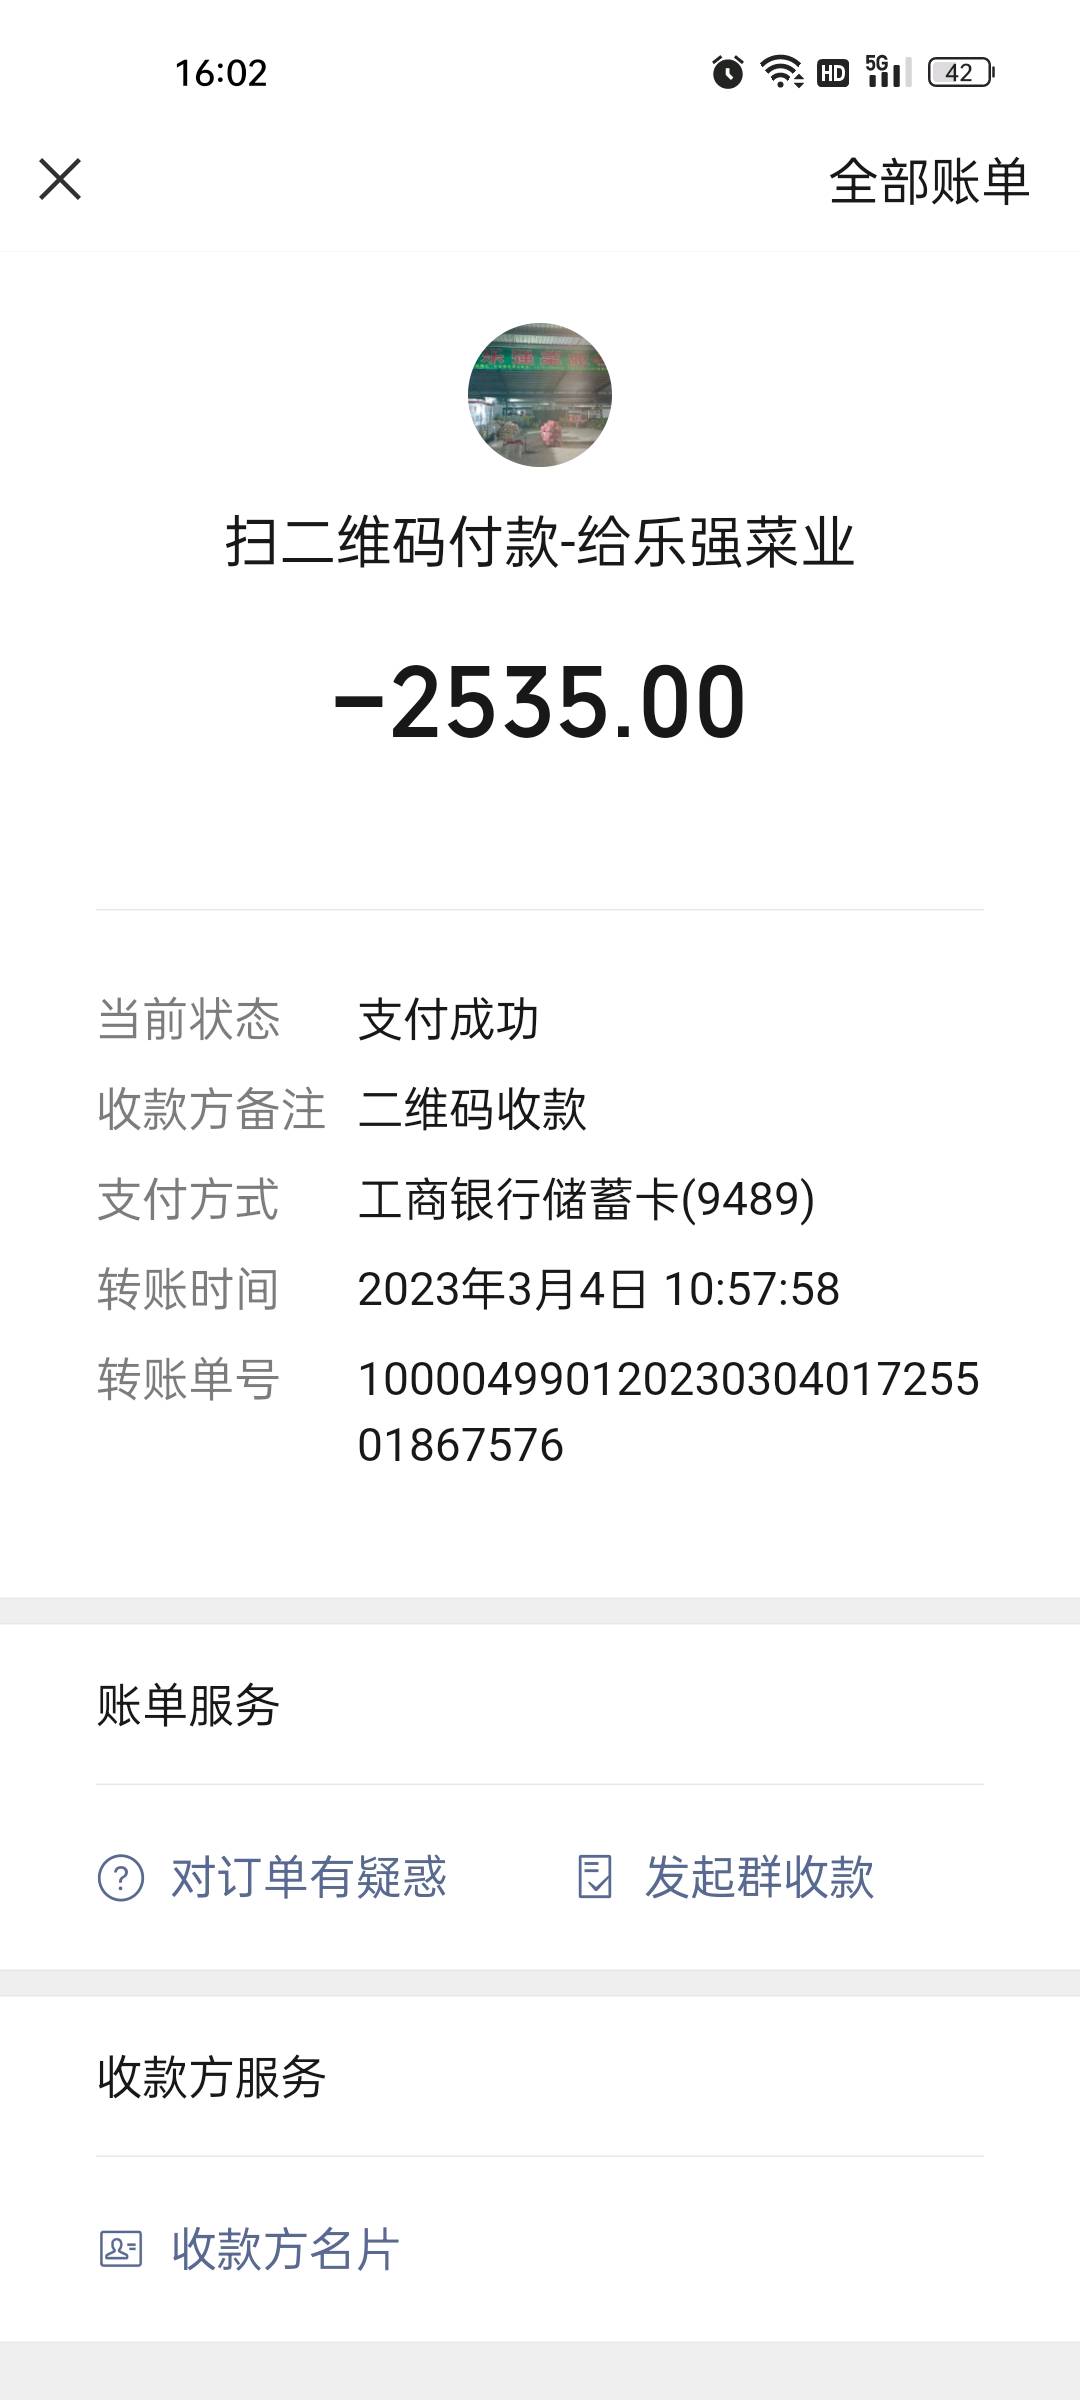 16:02
HD 5G 42
全部账单
扫二维码付款-给乐强菜业
-2535.00
当前状态 支付成功
收款方备注 二维码收款
支付方式 工商银行储蓄卡(9489)
转账时间 2023年3月4日 10:57:58
转账单号 100004990120230304017255
01867576
账单服务
对订单有疑惑 发起群收款
收款方服务
收款方名片